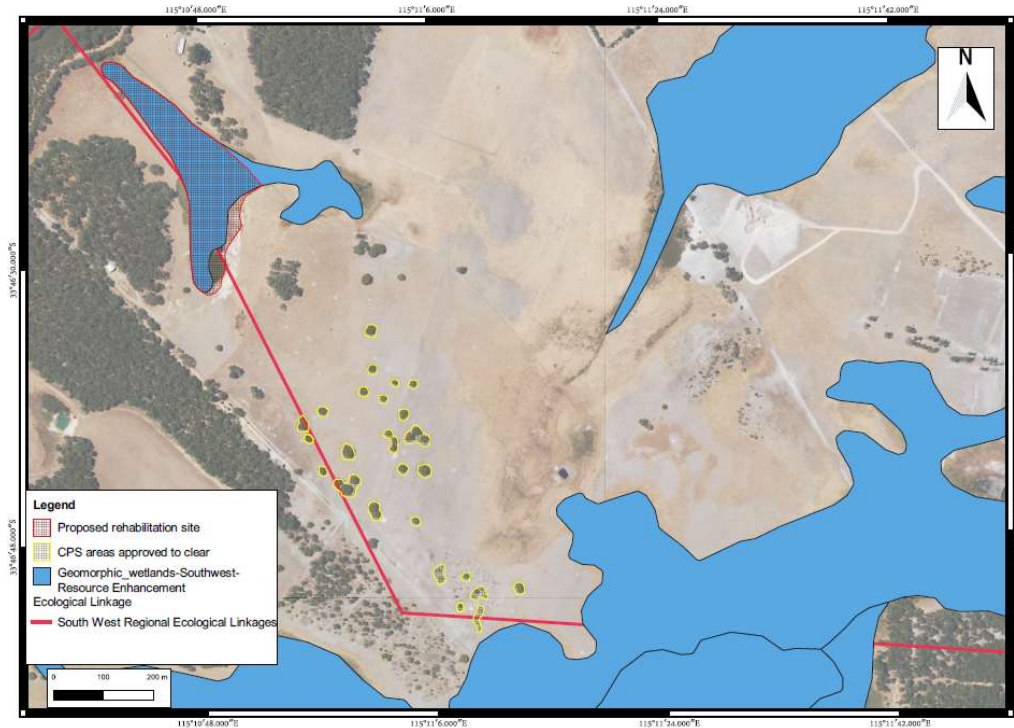 115°10′48.000″E 115°11′6.000″E 115°11′24.000″E 115°11′42.000″E
N
33°46′30.000″S
33°46′48.000″S
Legend
Proposed rehabilitation site
CPS areas approved to clear
Geomorphic_wetlands-Southwest-
Resource Enhancement
Ecological Linkage
South West Regional Ecological Linkages
0 100 200 m
115°10′48.000″E 115°11′6.000″E 115°11′24.000″E 115°11′42.000″E